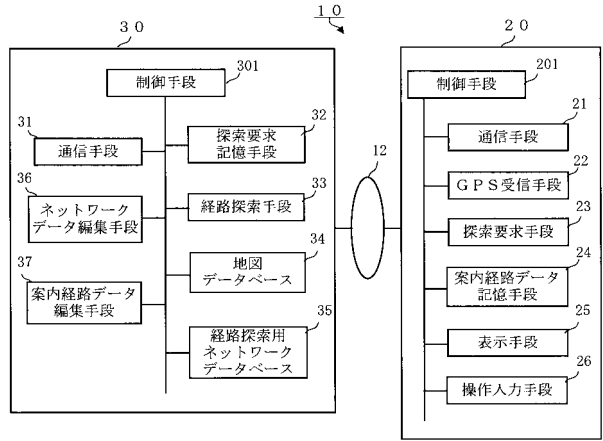 10
30
制御手段
301
31
通信手段
32
探索要求
記憶手段
36
ネットワーク
データ編集手段
33
経路探索手段
37
案内経路データ
編集手段
34
地図
データベース
35
経路探索用
ネットワーク
データベース
12
20
制御手段
201
21
通信手段
22
GPS受信手段
23
探索要求手段
24
案内経路データ
記憶手段
25
表示手段
26
操作入力手段